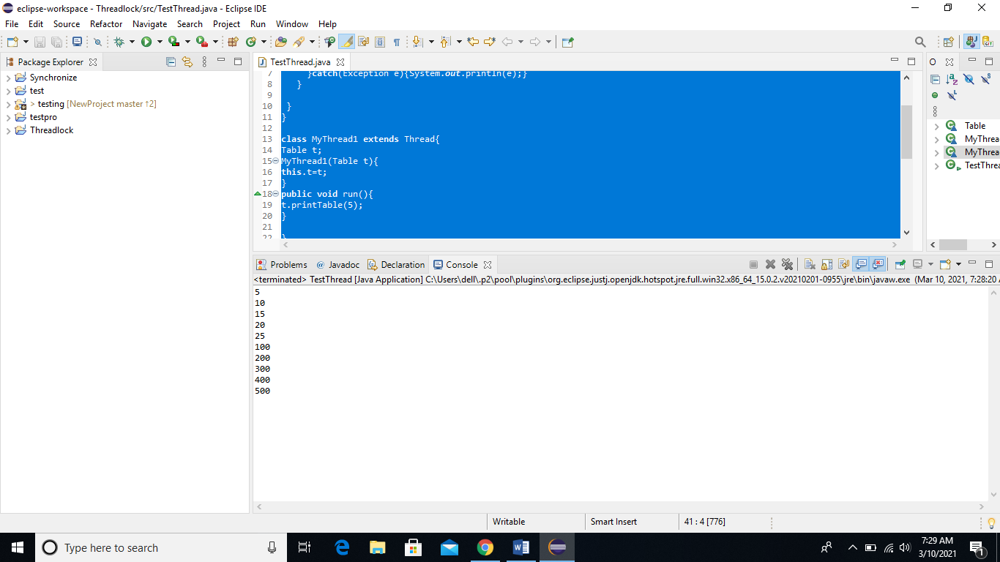 eclipse-workspace - Threadlock/src/TestThread.java - Eclipse IDE
File Edit Source Refactor Navigate Search Project Run Window Help
Package Explorer
Synchronize
test
> testing [NewProject master ↑2]
testpro
Threadlock
TestThread.java
7 }catch(Exception e){System.out.println(e);}
8 }
9
10 }
11 }
12
13 class MyThread1 extends Thread{
14 Table t;
15 MyThread1(Table t){
16 this.t=t;
17 }
18 public void run(){
19 t.printTable(5);
20 }
21
22 }
O
Table
MyThrea
MyThrea
TestThrea
Problems @ Javadoc Declaration Console
<terminated> TestThread [Java Application] C:\Users\dell\.p2\pool\plugins\org.eclipse.justj.openjdk.hotspot.jre.full.win32.x86_64_15.0.2.v20210201-0955\jre\bin\javaw.exe (Mar 10, 2021, 7:28:20
5
10
15
20
25
100
200
300
400
500
Writable Smart Insert 41 : 4 [776]
Type here to search
7:29 AM
3/10/2021
1